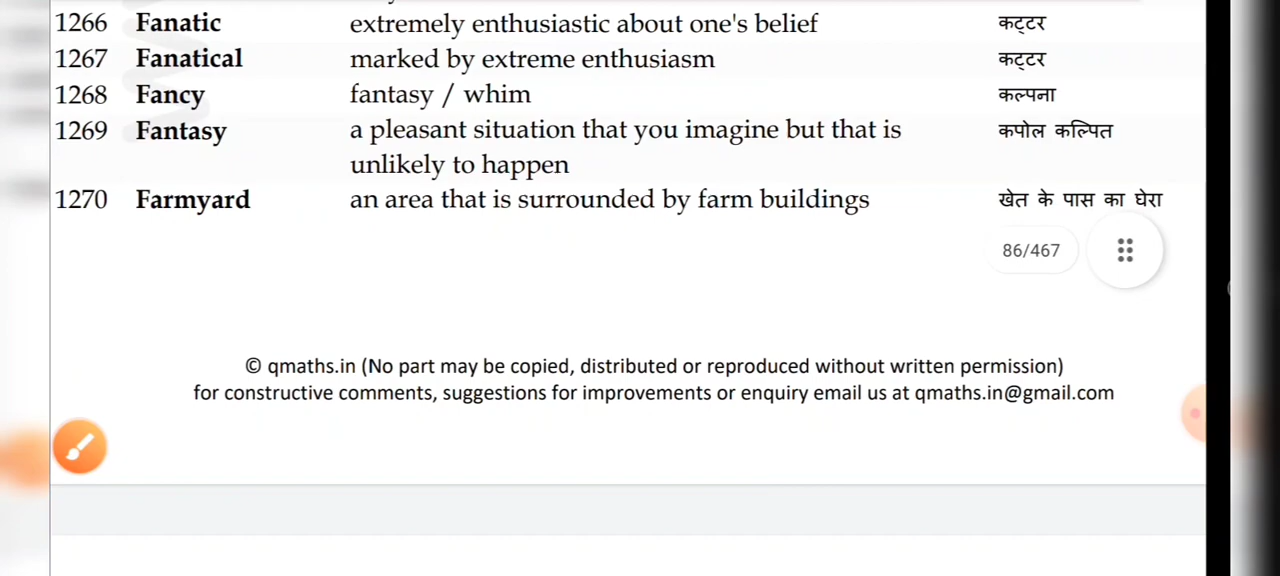 1266 Fanatic extremely enthusiastic about one's belief कट्टर
1267 Fanatical marked by extreme enthusiasm कट्टर
1268 Fancy fantasy / whim कल्पना
1269 Fantasy a pleasant situation that you imagine but that is कपोल कल्पित
unlikely to happen
1270 Farmyard an area that is surrounded by farm buildings खेत के पास का घेरा
86/467
© qmaths.in (No part may be copied, distributed or reproduced without written permission)
for constructive comments, suggestions for improvements or enquiry email us at qmaths.in@gmail.com